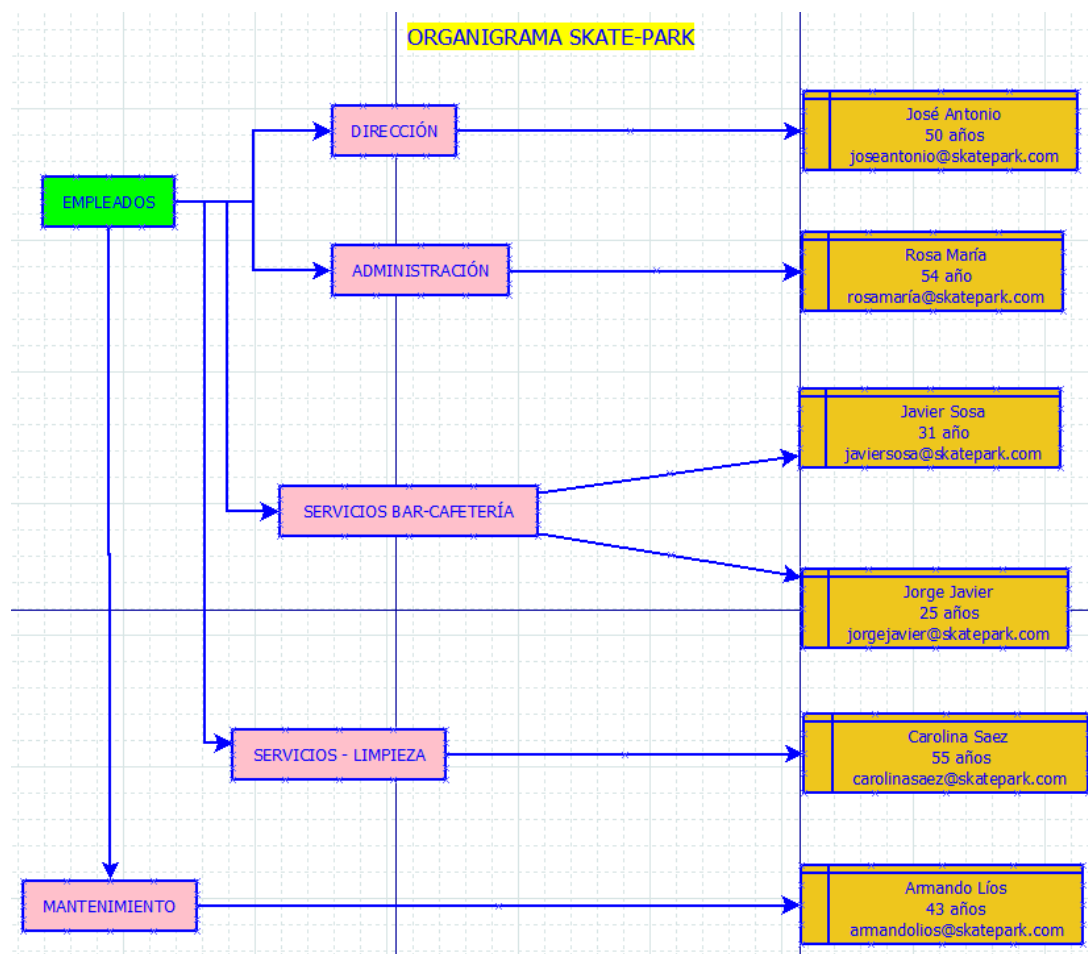 ORGANIGRAMA SKATE-PARK
DIRECCIÓN
José Antonio
50 años
joseantonio@skatepark.com
EMPLEADOS
ADMINISTRACIÓN
Rosa María
54 año
rosamaría@skatepark.com
Javier Sosa
31 año
javiersosa@skatepark.com
SERVICIOS BAR-CAFETERÍA
Jorge Javier
25 años
jorgejavier@skatepark.com
SERVICIOS - LIMPIEZA
Carolina Saez
55 años
carolinasaez@skatepark.com
MANTENIMIENTO
Armando Líos
43 años
armandolios@skatepark.com